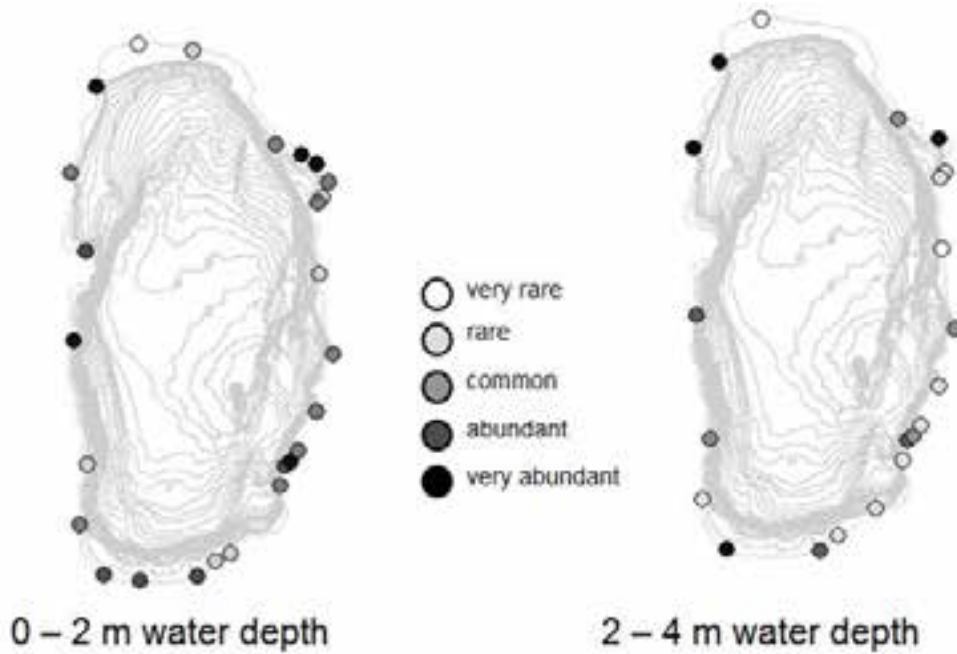 very rare
rare
common
abundant
very abundant
0 – 2 m water depth
2 – 4 m water depth